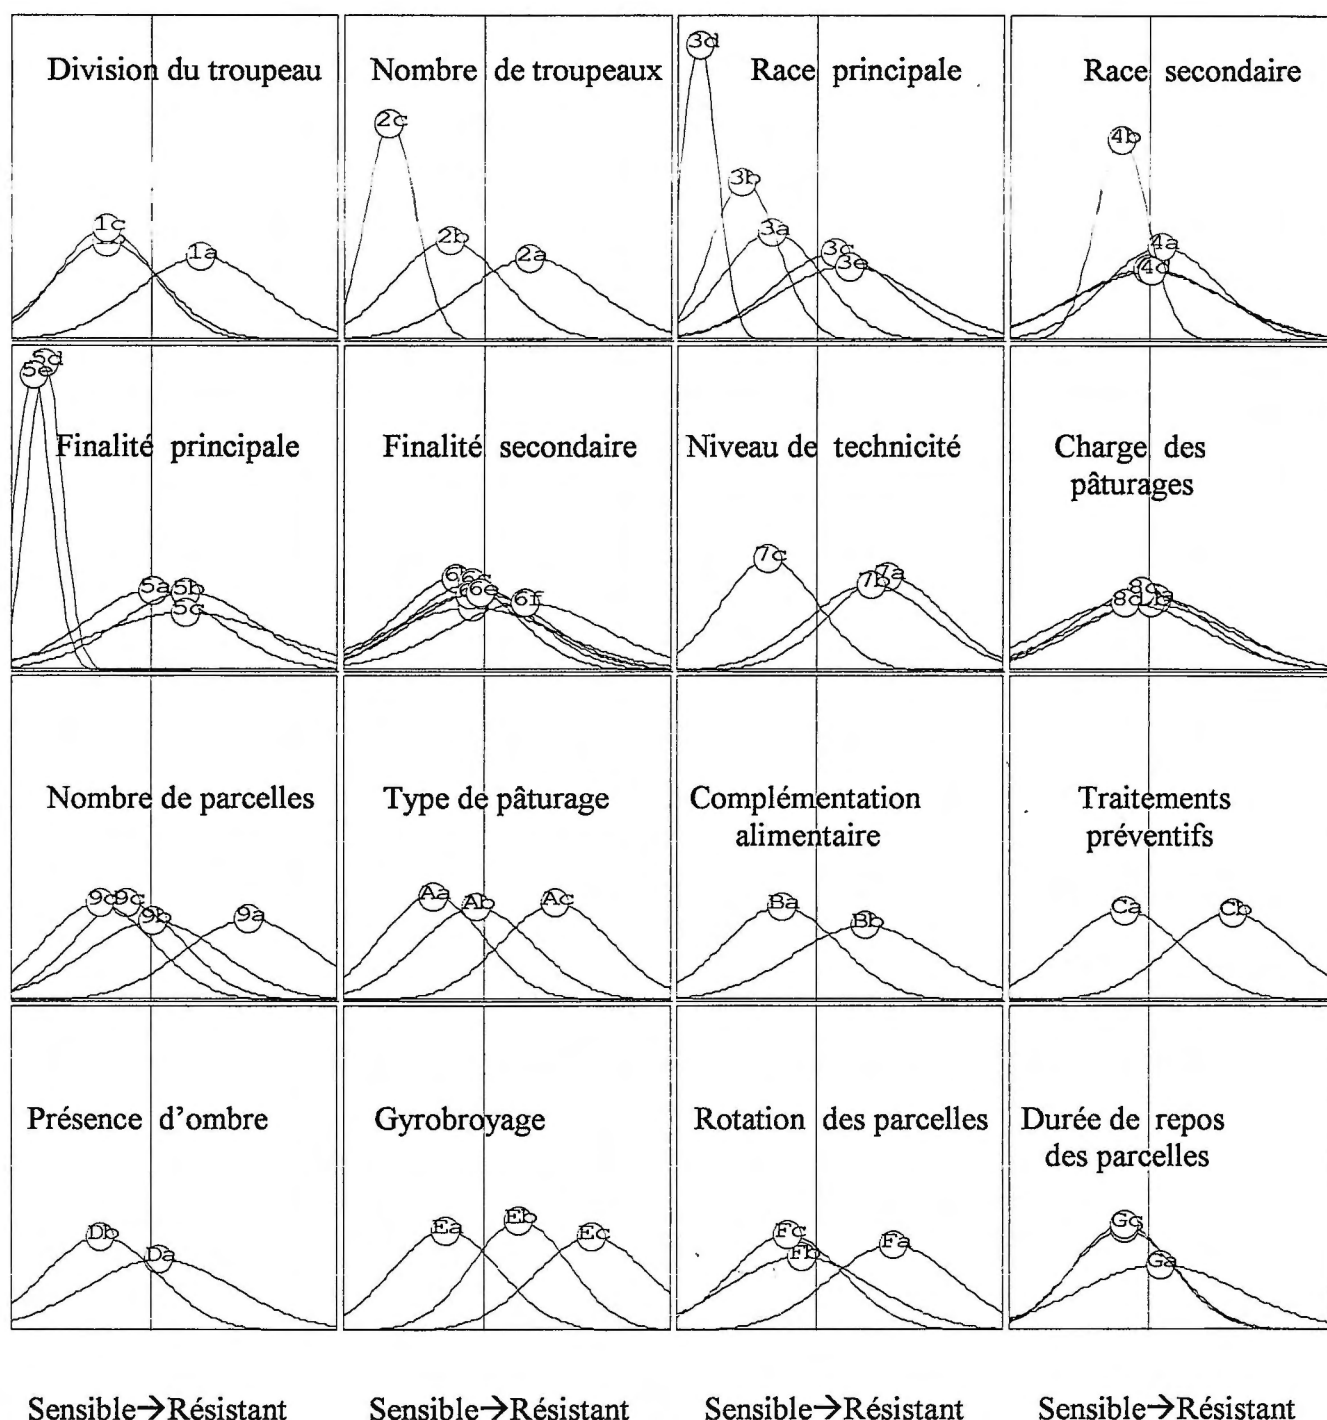 Division du troupeau
1c
1a
Nombre de troupeaux
2c
2b
2a
Race principale
3d
3b
3a
3c
3e
Race secondaire
4b
4a
4d
Finalité principale
5d
5e
5a
5b
5c
Finalité secondaire
6c
6e
6f
Niveau de technicité
7c
7b
7a
Charge des
pâturages
8c
8d
Nombre de parcelles
9d
9c
9b
9a
Type de pâturage
Aa
Ab
Ac
Complémentation
alimentaire
Ba
Bb
Traitements
préventifs
Ca
Cb
Présence d'ombre
Db
Da
Gyrobroyage
Ea
Eb
Ec
Rotation des parcelles
Fc
Fb
Fa
Durée de repos
des parcelles
Gc
Ga
Sensible→Résistant
Sensible→Résistant
Sensible→Résistant
Sensible→Résistant